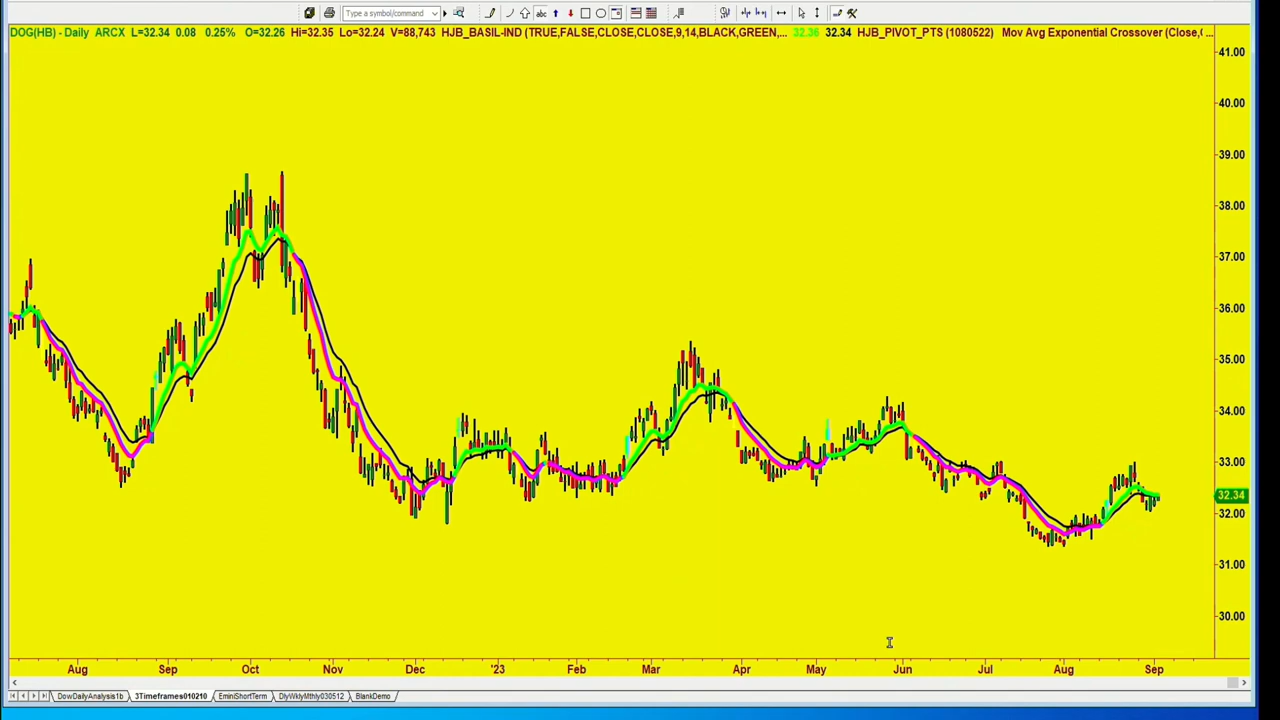 Type a symbol/command
abc
DOG(HB) - Daily ARCX L=32.34 0.08 0.25% O=32.26 Hi=32.35 Lo=32.24 V=88,743 HJB_BASIL-IND (TRUE,FALSE,CLOSE,CLOSE,9,14,BLACK,GREEN,... 32.36 32.34 HJB_PIVOT_PTS (1080522) Mov Avg Exponential Crossover (Close,( ...
41.00
40.00
39.00
38.00
37.00
36.00
35.00
34.00
33.00
32.34
32.00
31.00
30.00
Aug Sep Oct Nov Dec '23 Feb Mar Apr May Jun Jul Aug Sep
DowDailyAnalysis1b 3Timeframes010210 EminiShortTerm DlyWklyMthly030512 BlankDemo